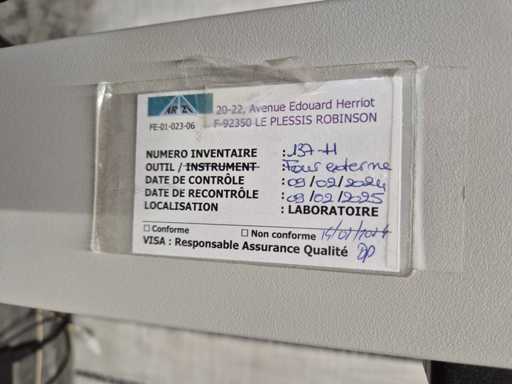 20-22, Avenue Edouard Herriot
FE-01-023-06
F-92350 LE PLESSIS ROBINSON
NUMERO INVENTAIRE : 137-H
OUTIL / INSTRUMENT : Four externe
DATE DE CONTRÔLE : 09/02/2024
DATE DE RECONTRÔLE : 09/02/2025
LOCALISATION : LABORATOIRE
☐ Conforme ☐ Non conforme
VISA : Responsable Assurance Qualité